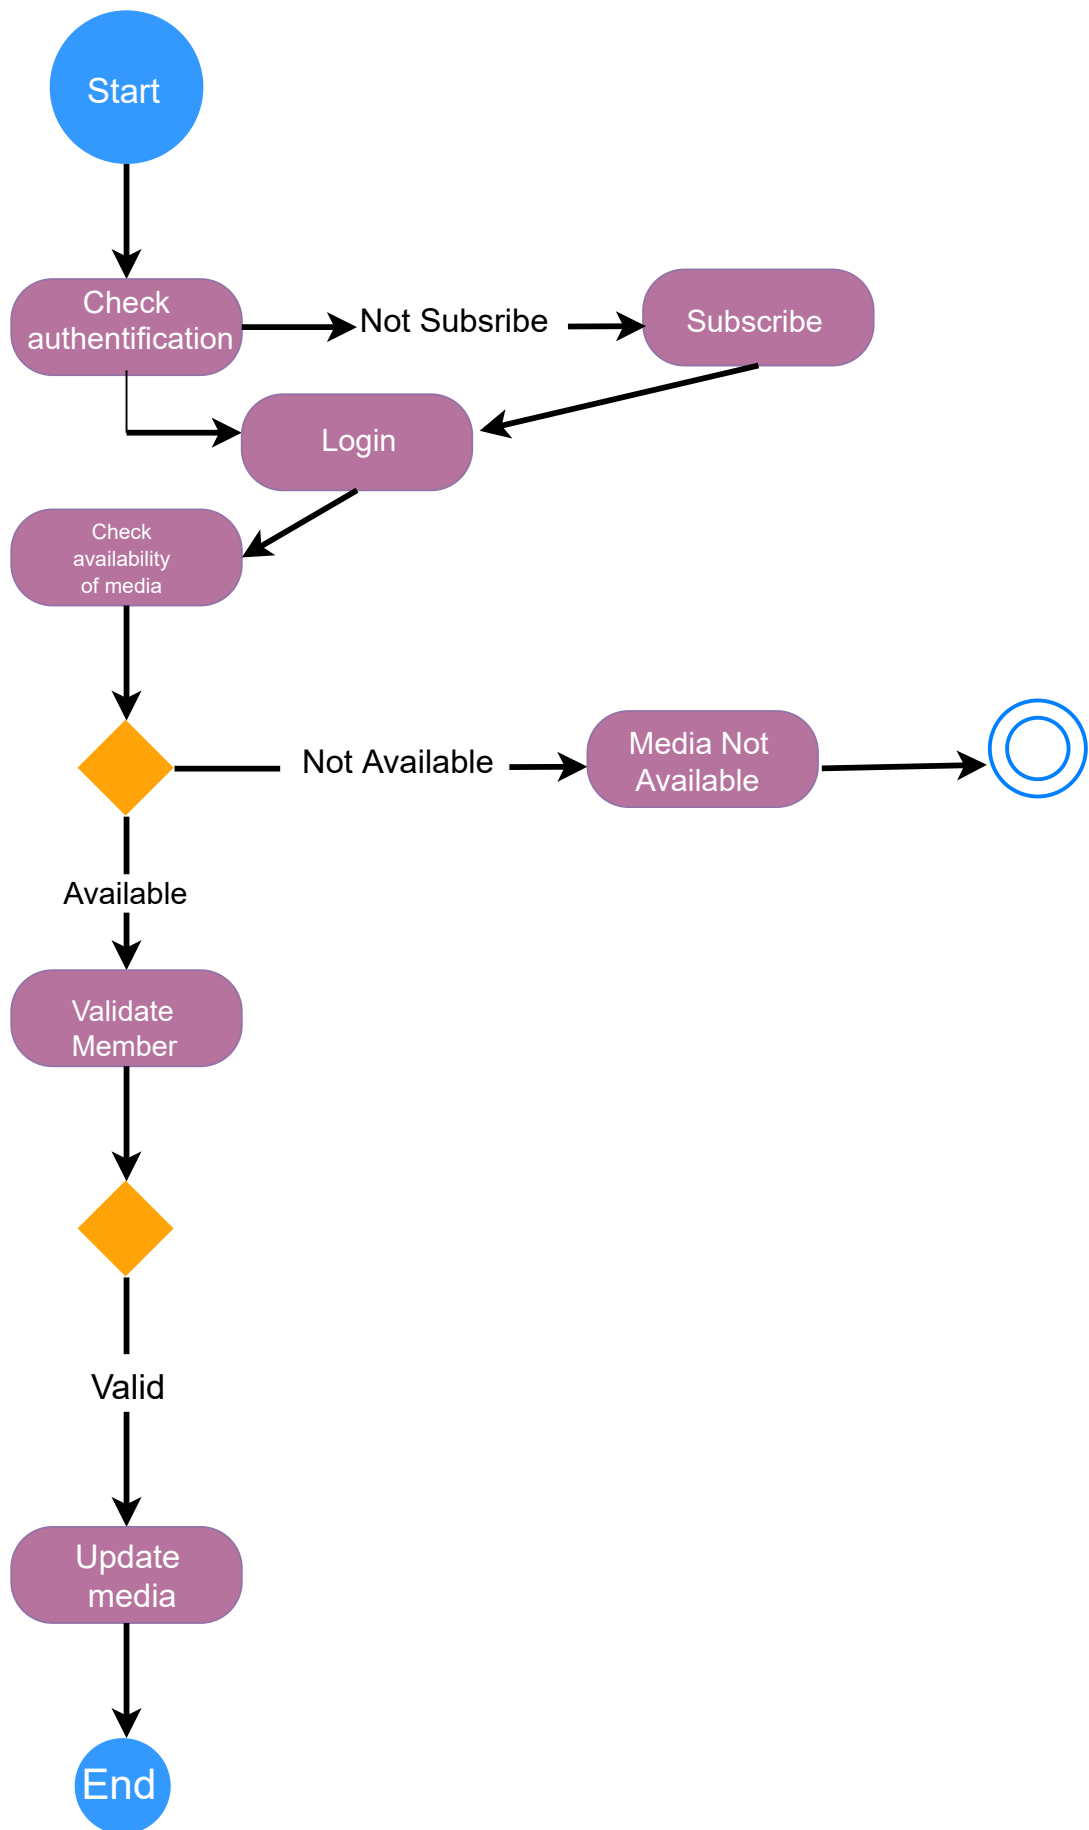 Start
Check
authentification
Not Subsribe
Subscribe
Login
Check
availability
of media
Not Available
Media Not
Available
Available
Validate
Member
Valid
Update
media
End